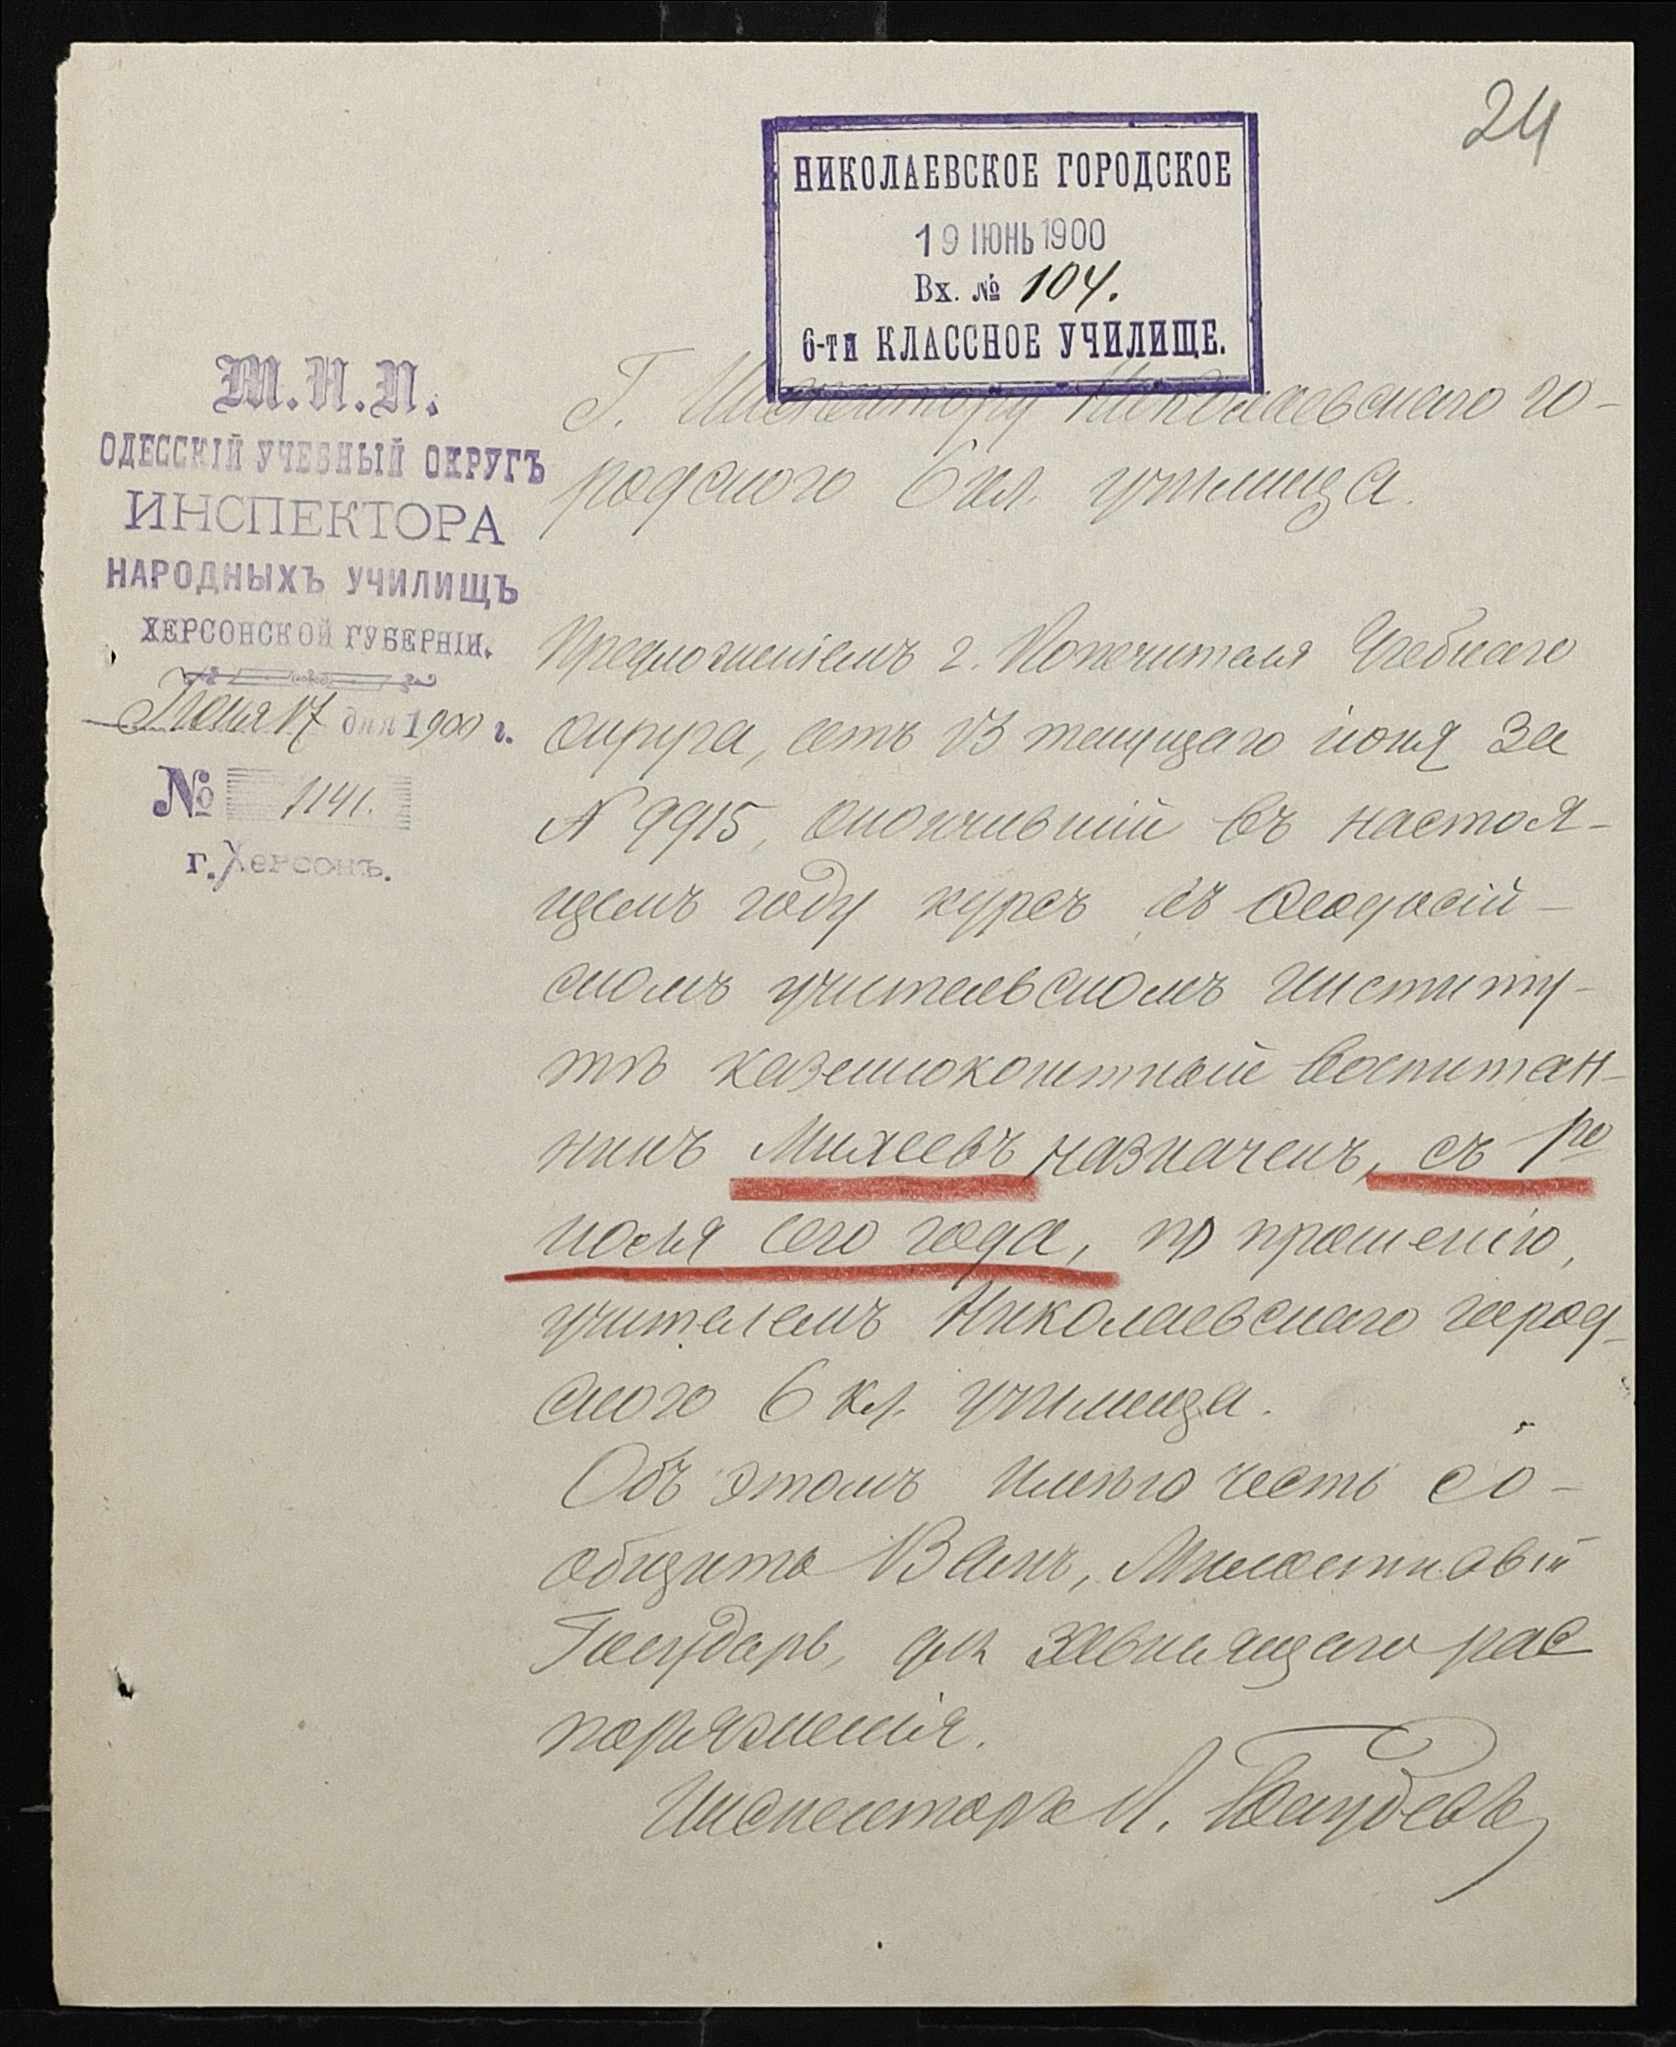 24
НИКОЛАЕВСКОЕ ГОРОДСКОЕ
19 ІЮНЬ 1900
Вх. № 104.
6-ти КЛАССНОЕ УЧИЛИЩЕ.
М.Н.П.
ОДЕССКІЙ УЧЕБНЫЙ ОКРУГЪ
ИНСПЕКТОРА
НАРОДНЫХЪ УЧИЛИЩЪ
ХЕРСОНСКОЙ ГУБЕРНІИ.
Іюня 17 дня 1900 г.
№ 1141.
г. Херсонъ.
Г. Инспектору Николаевскаго го-
родского 6 кл. училища.
Предложеніемъ г. Попечителя Учебнаго
округа, отъ 13 текущаго іюня за
№ 9915, окончившій въ настоя-
щемъ году курсъ въ Ѳеодосій-
скомъ учительскомъ институ-
тѣ казеннокоштный воспитан-
никъ Михеевъ назначенъ, съ 1го
іюля сего года, по прошенію,
учителемъ Николаевскаго город-
ского 6 кл. училища.
Объ этомъ имѣю честь со-
общить Вамъ, Милостивый
Государь, для зависящаго рас
поряженія.
Инспекторъ